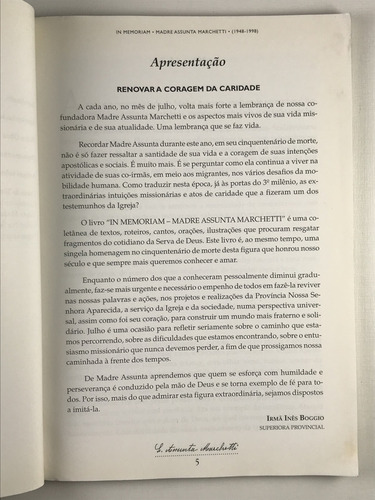 IN MEMORIAM • MADRE ASSUNTA MARCHETTI • (1948-1998)
Apresentação
RENOVAR A CORAGEM DA CARIDADE
A cada ano, no mês de julho, volta mais forte a lembrança de nossa co-
fundadora Madre Assunta Marchetti e os aspectos mais vivos de sua vida mis-
sionária e de sua atualidade. Uma lembrança que se faz vida.
Recordar Madre Assunta durante este ano, em seu cinquentenário de morte,
não é só fazer ressaltar a santidade de sua vida e a coragem de suas intenções
apostólicas e sociais. É muito mais. É se perguntar como ela continua a viver na
atividade de suas co-irmãs, em meio aos migrantes, nos vários desafios da mo-
bilidade humana. Como traduzir nesta época, já às portas do 3º milênio, as ex-
traordinárias intuições missionárias e atos de caridade que a fizeram um dos
testemunhos da Igreja?
O livro "IN MEMORIAM – MADRE ASSUNTA MARCHETTI" é uma co-
letânea de textos, roteiros, cantos, orações, ilustrações que procuram resgatar
fragmentos do cotidiano da Serva de Deus. Este livro é, ao mesmo tempo, uma
singela homenagem no cinquentenário de morte desta figura que honrou nosso
século e que sempre mais queremos conhecer e amar.
Enquanto o número dos que a conheceram pessoalmente diminui gradu-
almente, faz-se mais urgente e necessário o empenho de todos em fazê-la reviver
nas nossas palavras e ações, nos projetos e realizações da Província Nossa Se-
nhora Aparecida, a serviço da Igreja e da sociedade, numa perspectiva univer-
sal, assim como foi seu coração, para construir um mundo mais fraterno e soli-
dário. Julho é uma ocasião para refletir seriamente sobre o caminho que esta-
mos percorrendo, sobre as dificuldades que estamos encontrando, sobre o entu-
siasmo missionário que nunca devemos perder, a fim de que prossigamos nossa
caminhada à frente dos tempos.
De Madre Assunta aprendemos que quem se esforça com humildade e
perseverança é conduzido pela mão de Deus e se torna exemplo de fé para to-
dos. Por isso, mais do que admirar esta figura extraordinária, sejamos dispostos
a imitá-la.
IRMÃ INÊS BOGGIO
SUPERIORA PROVINCIAL
S. Assunta Marchetti
5